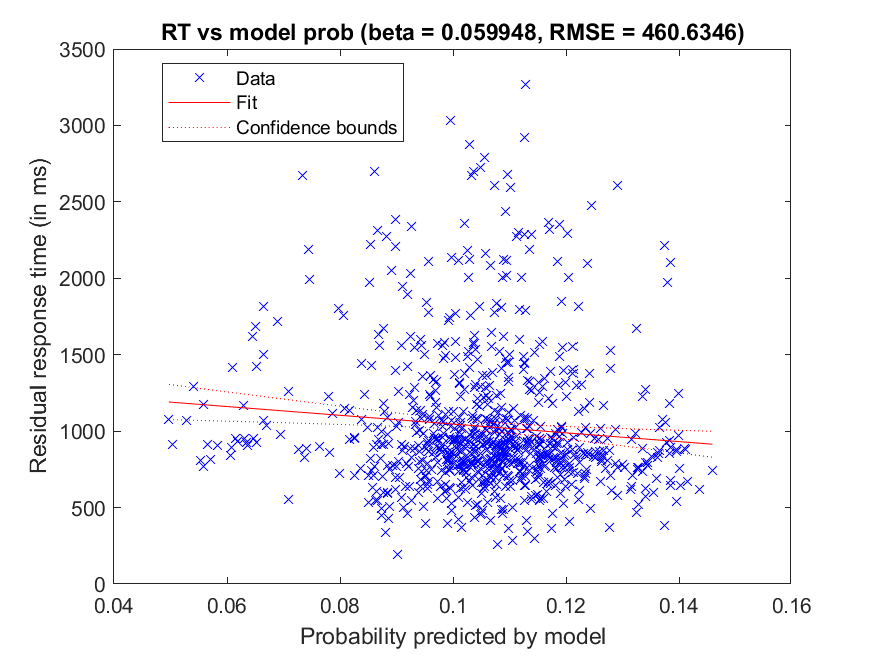 RT vs model prob (beta = 0.059948, RMSE = 460.6346)
3500
3000
2500
2000
1500
1000
500
0
Residual response time (in ms)
Data
Fit
Confidence bounds
0.04 0.06 0.08 0.1 0.12 0.14 0.16
Probability predicted by model